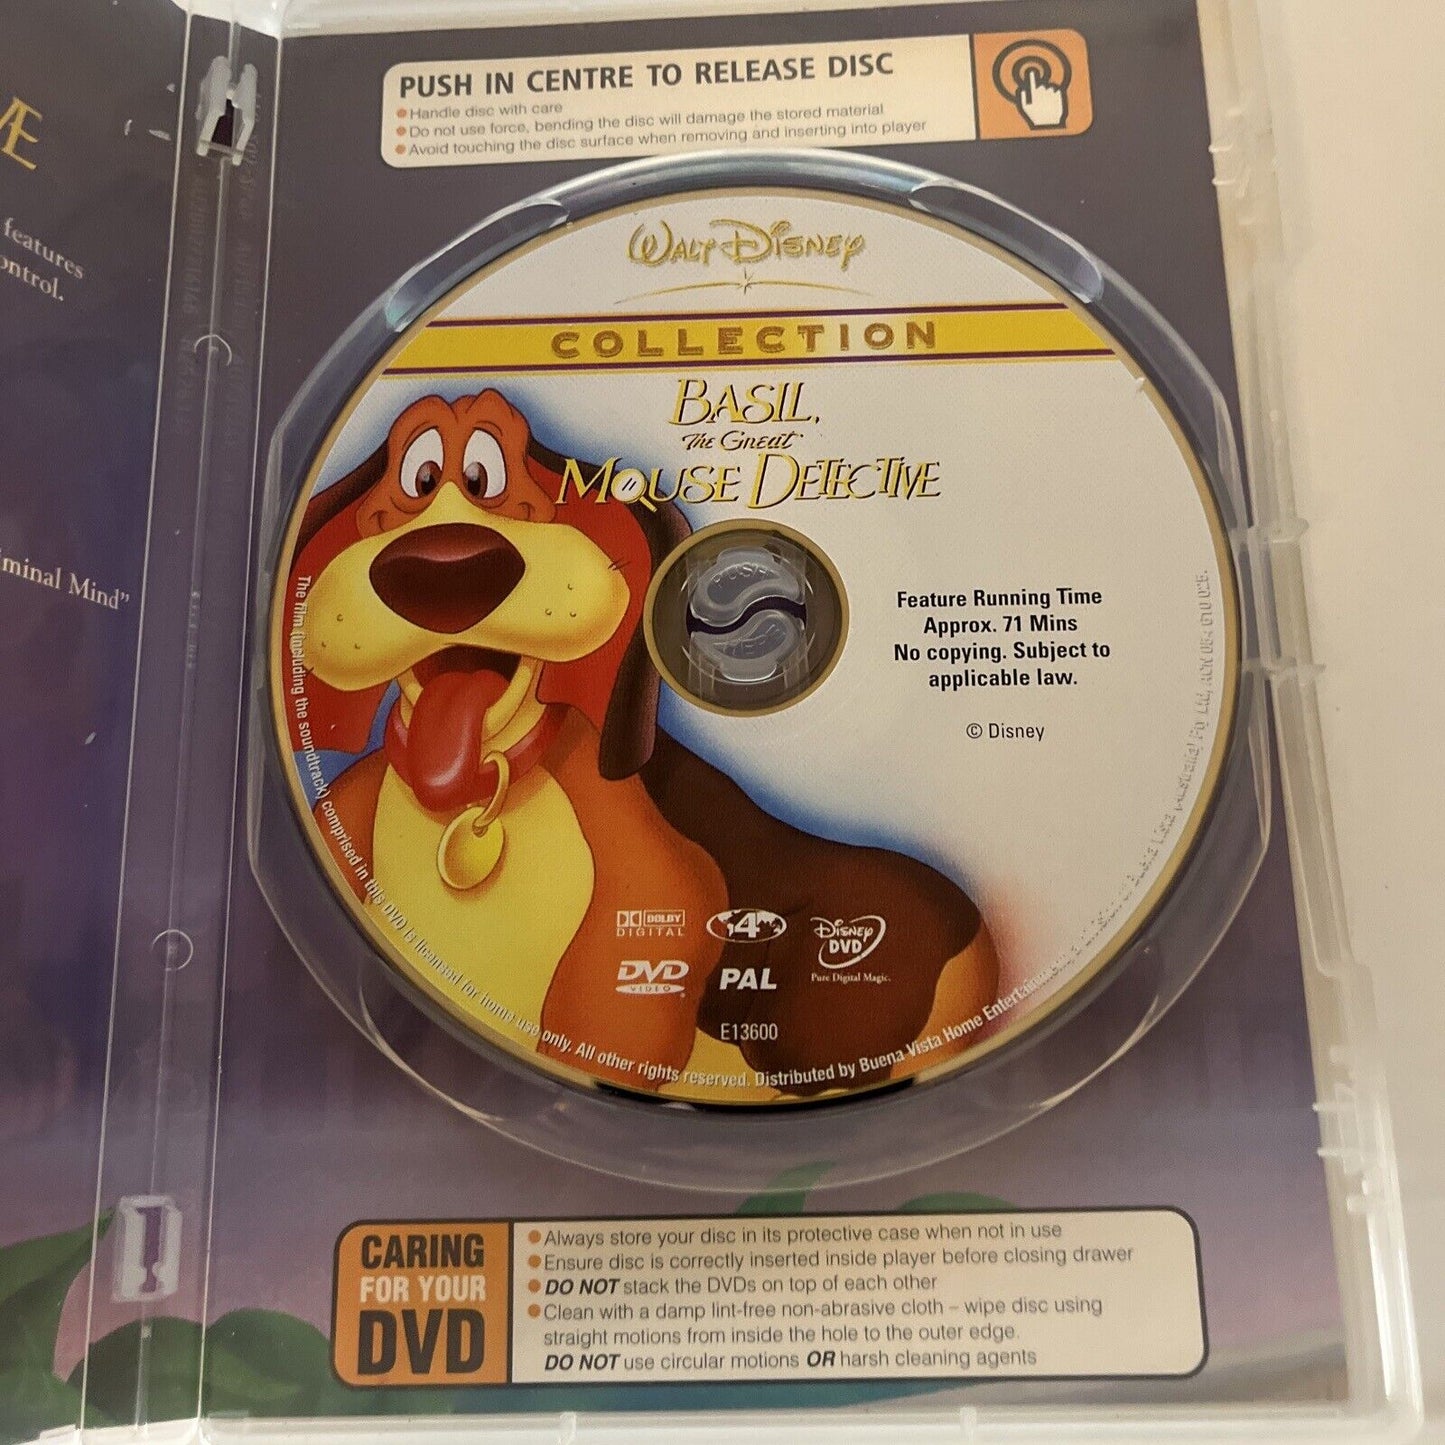 Æ
features
ontrol.
iminal Mind”
PUSH IN CENTRE TO RELEASE DISC
Handle disc with care
Do not use force, bending the disc will damage the stored material
Avoid touching the disc surface when removing and inserting into player
WALT DISNEY
COLLECTION
BASIL,
The Great
MOUSE DETECTIVE
Feature Running Time
Approx. 71 Mins
No copying. Subject to
applicable law.
© Disney
DOLBY
DIGITAL
4
DISNEY
DVD
Pure Digital Magic.
DVD
VIDEO
PAL
E13600
The film (including the soundtrack) comprised in this DVD is licensed for home use only. All other rights reserved. Distributed by Buena Vista Home Entertainment,
CARING
FOR YOUR
DVD
Always store your disc in its protective case when not in use
Ensure disc is correctly inserted inside player before closing drawer
DO NOT stack the DVDs on top of each other
Clean with a damp lint-free non-abrasive cloth – wipe disc using
straight motions from inside the hole to the outer edge.
DO NOT use circular motions OR harsh cleaning agents